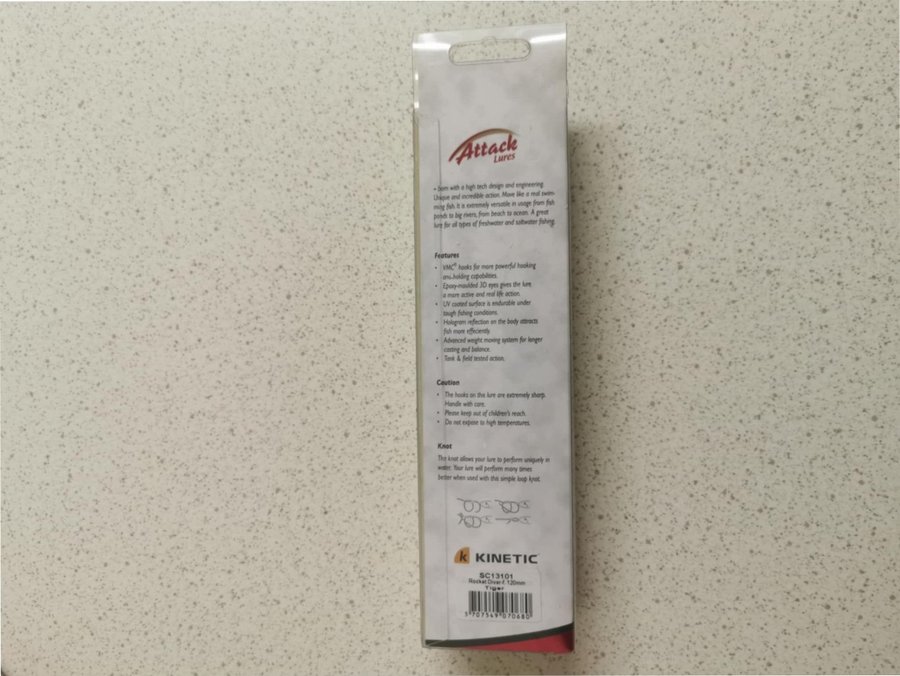 Attack
Lures
born with a high tech design and engineering.
Unique and incredible action. Move like a real swim-
ming fish. It is extremely versatile in usage from fish
ponds to big rivers, from beach to ocean. A great
lure for all types of freshwater and saltwater fishing.
Features
• VMC® hooks for more powerful hooking
and holding capabilities.
• Epoxy-moulded 3D eyes gives the lure
a more active and real life action.
• UV coated surface is endurable under
tough fishing conditions.
• Hologram reflection on the body attracts
fish more effeciently.
• Advanced weight moving system for longer
casting and balance.
• Tank & field tested action.
Caution
• The hooks on this lure are extremely sharp.
Handle with care.
• Please keep out of children's reach.
• Do not expose to high temperatures.
Knot
This knot allows your lure to perform uniquely in
water. Your lure will perform many times
better when used with this simple loop knot.
k KINETIC
SC13101
Rocket Diver-f. 120mm
Tiger
5 707549 070680